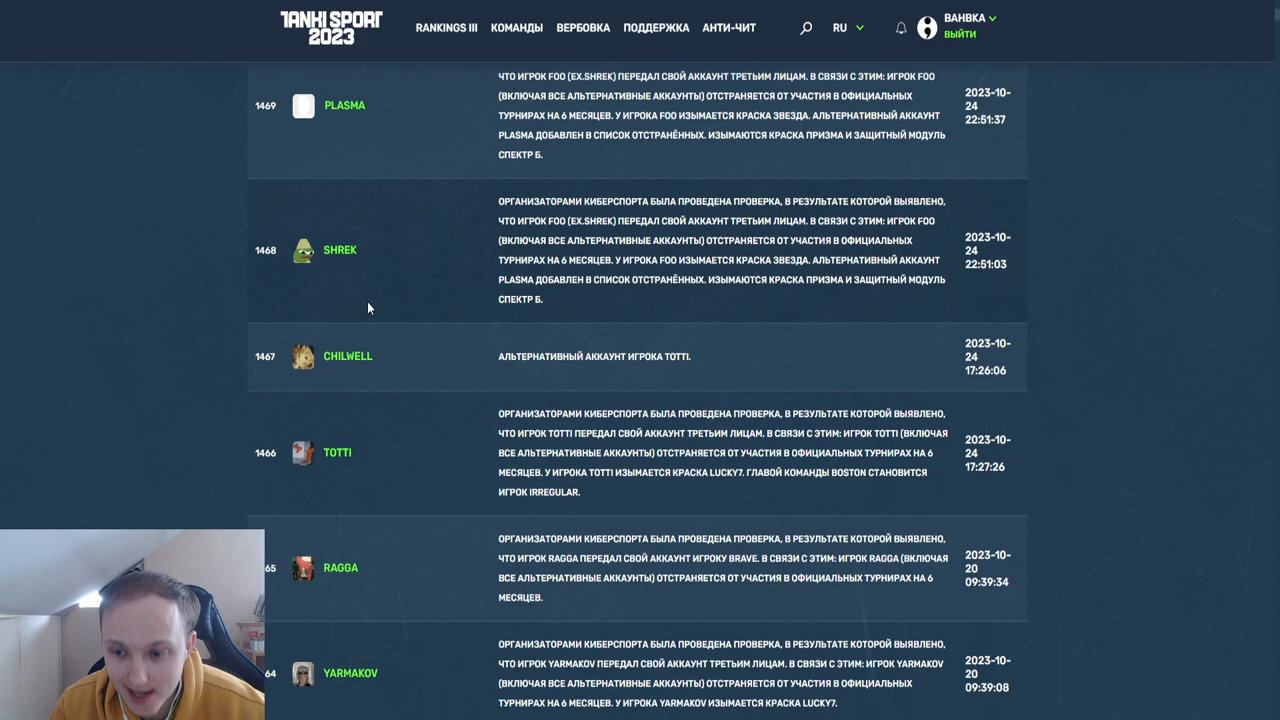 TANKI SPORT
2023
RANKINGS III
КОМАНДЫ
ВЕРБОВКА
ПОДДЕРЖКА
АНТИ-ЧИТ
RU
ВАНВКА
ВЫЙТИ
1469
PLASMA
ЧТО ИГРОК FOO (EX.SHREK) ПЕРЕДАЛ СВОЙ АККАУНТ ТРЕТЬИМ ЛИЦАМ. В СВЯЗИ С ЭТИМ: ИГРОК FOO
(ВКЛЮЧАЯ ВСЕ АЛЬТЕРНАТИВНЫЕ АККАУНТЫ) ОТСТРАНЯЕТСЯ ОТ УЧАСТИЯ В ОФИЦИАЛЬНЫХ
ТУРНИРАХ НА 6 МЕСЯЦЕВ. У ИГРОКА FOO ИЗЫМАЕТСЯ КРАСКА ЗВЕЗДА. АЛЬТЕРНАТИВНЫЙ АККАУНТ
PLASMA ДОБАВЛЕН В СПИСОК ОТСТРАНЁННЫХ. ИЗЫМАЮТСЯ КРАСКА ПРИЗМА И ЗАЩИТНЫЙ МОДУЛЬ
СПЕКТР Б.
2023-10-
24
22:51:37
1468
SHREK
ОРГАНИЗАТОРАМИ КИБЕРСПОРТА БЫЛА ПРОВЕДЕНА ПРОВЕРКА, В РЕЗУЛЬТАТЕ КОТОРОЙ ВЫЯВЛЕНО,
ЧТО ИГРОК FOO (EX.SHREK) ПЕРЕДАЛ СВОЙ АККАУНТ ТРЕТЬИМ ЛИЦАМ. В СВЯЗИ С ЭТИМ: ИГРОК FOO
(ВКЛЮЧАЯ ВСЕ АЛЬТЕРНАТИВНЫЕ АККАУНТЫ) ОТСТРАНЯЕТСЯ ОТ УЧАСТИЯ В ОФИЦИАЛЬНЫХ
ТУРНИРАХ НА 6 МЕСЯЦЕВ. У ИГРОКА FOO ИЗЫМАЕТСЯ КРАСКА ЗВЕЗДА. АЛЬТЕРНАТИВНЫЙ АККАУНТ
PLASMA ДОБАВЛЕН В СПИСОК ОТСТРАНЁННЫХ. ИЗЫМАЮТСЯ КРАСКА ПРИЗМА И ЗАЩИТНЫЙ МОДУЛЬ
СПЕКТР Б.
2023-10-
24
22:51:03
1467
CHILWELL
АЛЬТЕРНАТИВНЫЙ АККАУНТ ИГРОКА TOTTI.
2023-10-
24
17:26:06
1466
TOTTI
ОРГАНИЗАТОРАМИ КИБЕРСПОРТА БЫЛА ПРОВЕДЕНА ПРОВЕРКА, В РЕЗУЛЬТАТЕ КОТОРОЙ ВЫЯВЛЕНО,
ЧТО ИГРОК TOTTI ПЕРЕДАЛ СВОЙ АККАУНТ ТРЕТЬИМ ЛИЦАМ. В СВЯЗИ С ЭТИМ: ИГРОК TOTTI (ВКЛЮЧАЯ
ВСЕ АЛЬТЕРНАТИВНЫЕ АККАУНТЫ) ОТСТРАНЯЕТСЯ ОТ УЧАСТИЯ В ОФИЦИАЛЬНЫХ ТУРНИРАХ НА 6
МЕСЯЦЕВ. У ИГРОКА TOTTI ИЗЫМАЕТСЯ КРАСКА LUCKY7. ГЛАВОЙ КОМАНДЫ BOSTON СТАНОВИТСЯ
ИГРОК IRREGULAR.
2023-10-
24
17:27:26
65
RAGGA
ОРГАНИЗАТОРАМИ КИБЕРСПОРТА БЫЛА ПРОВЕДЕНА ПРОВЕРКА, В РЕЗУЛЬТАТЕ КОТОРОЙ ВЫЯВЛЕНО,
ЧТО ИГРОК RAGGA ПЕРЕДАЛ СВОЙ АККАУНТ ИГРОКУ BRAVE. В СВЯЗИ С ЭТИМ: ИГРОК RAGGA (ВКЛЮЧАЯ
ВСЕ АЛЬТЕРНАТИВНЫЕ АККАУНТЫ) ОТСТРАНЯЕТСЯ ОТ УЧАСТИЯ В ОФИЦИАЛЬНЫХ ТУРНИРАХ НА 6
МЕСЯЦЕВ.
2023-10-
20
09:39:34
64
YARMAKOV
ОРГАНИЗАТОРАМИ КИБЕРСПОРТА БЫЛА ПРОВЕДЕНА ПРОВЕРКА, В РЕЗУЛЬТАТЕ КОТОРОЙ ВЫЯВЛЕНО,
ЧТО ИГРОК YARMAKOV ПЕРЕДАЛ СВОЙ АККАУНТ ТРЕТЬИМ ЛИЦАМ. В СВЯЗИ С ЭТИМ: ИГРОК YARMAKOV
(ВКЛЮЧАЯ ВСЕ АЛЬТЕРНАТИВНЫЕ АККАУНТЫ) ОТСТРАНЯЕТСЯ ОТ УЧАСТИЯ В ОФИЦИАЛЬНЫХ
ТУРНИРАХ НА 6 МЕСЯЦЕВ. У ИГРОКА YARMAKOV ИЗЫМАЕТСЯ КРАСКА LUCKY7.
2023-10-
20
09:39:08